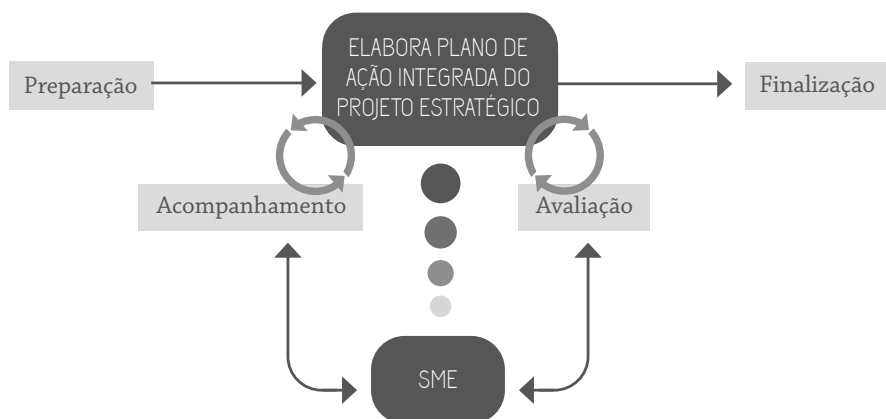 ELABORA PLANO DE
AÇÃO INTEGRADA DO
PROJETO ESTRATÉGICO
Preparação
Finalização
Acompanhamento
Avaliação
SME